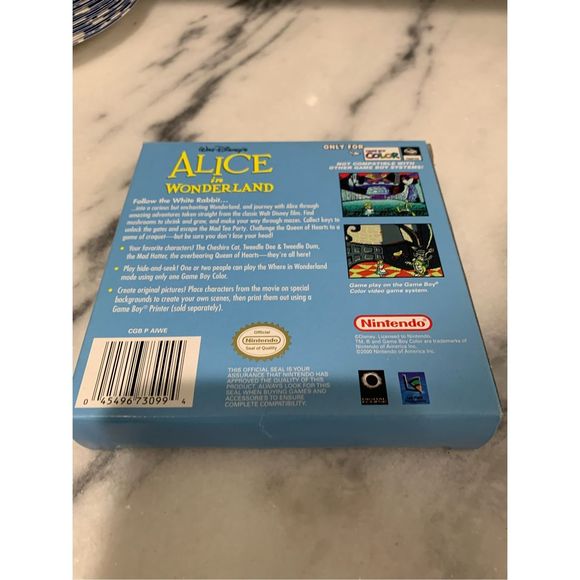 WALT DISNEY'S
ALICE
in
WONDERLAND
ONLY FOR
GAME BOY
COLOR
NOT COMPATIBLE WITH
OTHER GAME BOY SYSTEMS!
Follow the White Rabbit...
...into a curious but enchanting Wonderland, and journey with Alice through
amazing adventures taken straight from the classic Walt Disney film. Find
mushrooms to shrink and grow, and make your way through mazes. Collect keys to
unlock the gates and escape the Mad Tea Party. Challenge the Queen of Hearts to a
game of croquet—but be sure you don't lose your head!
• Your favorite characters! The Cheshire Cat, Tweedle Dee & Tweedle Dum,
the Mad Hatter, the overbearing Queen of Hearts—they're all here!
• Play hide-and-seek! One or two people can play the Where in Wonderland
mode using only one Game Boy Color.
• Create original pictures! Place characters from the movie on special
backgrounds to create your own scenes, then print them out using a
Game Boy® Printer (sold separately).
Game play on the Game Boy®
Color video game system.
CGB P AIWE
0 45496 73099 4
Official
Nintendo
Seal of Quality
THIS OFFICIAL SEAL IS YOUR
ASSURANCE THAT NINTENDO HAS
APPROVED THE QUALITY OF THIS
PRODUCT. ALWAYS LOOK FOR THIS
SEAL WHEN BUYING GAMES AND
ACCESSORIES TO ENSURE
COMPLETE COMPATIBILITY.
Nintendo
©Disney. Licensed to Nintendo.
TM, ® and Game Boy Color are trademarks of
Nintendo of America Inc.
©2000 Nintendo of America Inc.
DIGITAL
ECLIPSE